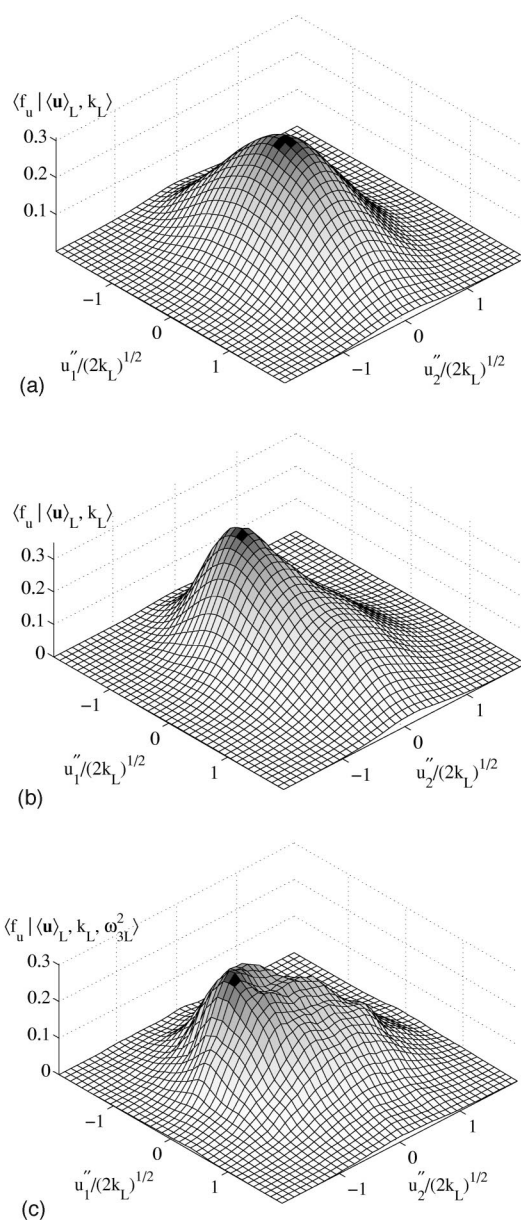 ⟨f_u | ⟨u⟩_L, k_L⟩
0.3
0.2
0.1
−1
0
1
u″_1/(2k_L)^{1/2}
−1
0
1
u″_2/(2k_L)^{1/2}
(a)
⟨f_u | ⟨u⟩_L, k_L⟩
0.3
0.2
0.1
0
−1
0
1
u″_1/(2k_L)^{1/2}
−1
0
1
u″_2/(2k_L)^{1/2}
(b)
⟨f_u | ⟨u⟩_L, k_L, ω²_{3L}⟩
0.3
0.2
0.1
0
−1
0
1
u″_1/(2k_L)^{1/2}
−1
0
1
u″_2/(2k_L)^{1/2}
(c)